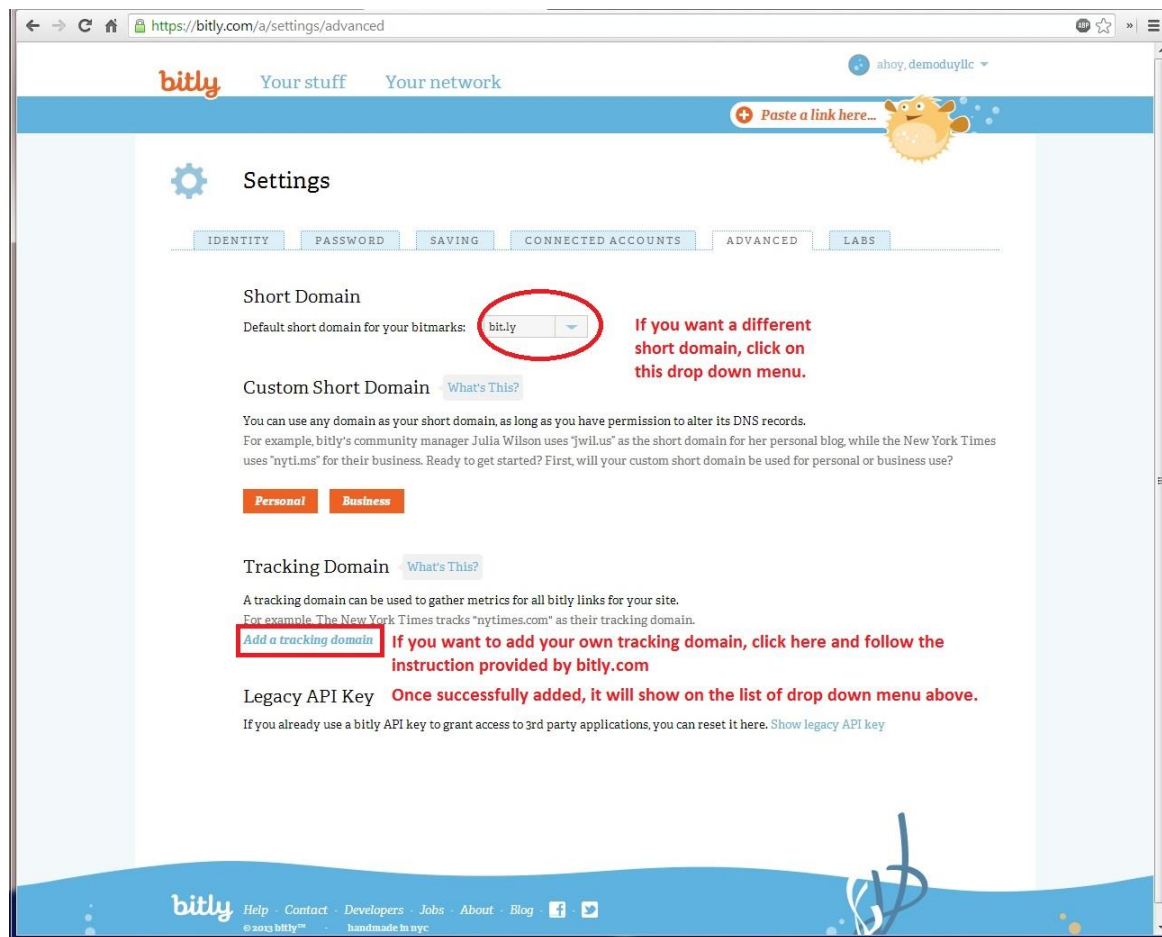 https://bitly.com/a/settings/advanced
ABP
»
bitly Your stuff Your network
ahoy, demoduyllc
Paste a link here...
Settings
IDENTITY PASSWORD SAVING CONNECTED ACCOUNTS ADVANCED LABS
Short Domain
Default short domain for your bitmarks: bit.ly
If you want a different
short domain, click on
this drop down menu.
Custom Short Domain What's This?
You can use any domain as your short domain, as long as you have permission to alter its DNS records.
For example, bitly's community manager Julia Wilson uses "jwil.us" as the short domain for her personal blog, while the New York Times
uses "nyti.ms" for their business. Ready to get started? First, will your custom short domain be used for personal or business use?
Personal Business
Tracking Domain What's This?
A tracking domain can be used to gather metrics for all bitly links for your site.
For example, The New York Times tracks "nytimes.com" as their tracking domain.
Add a tracking domain If you want to add your own tracking domain, click here and follow the
instruction provided by bitly.com
Legacy API Key Once successfully added, it will show on the list of drop down menu above.
If you already use a bitly API key to grant access to 3rd party applications, you can reset it here. Show legacy API key
bitly Help · Contact · Developers · Jobs · About · Blog ·
© 2013 bitly™ · handmade in nyc